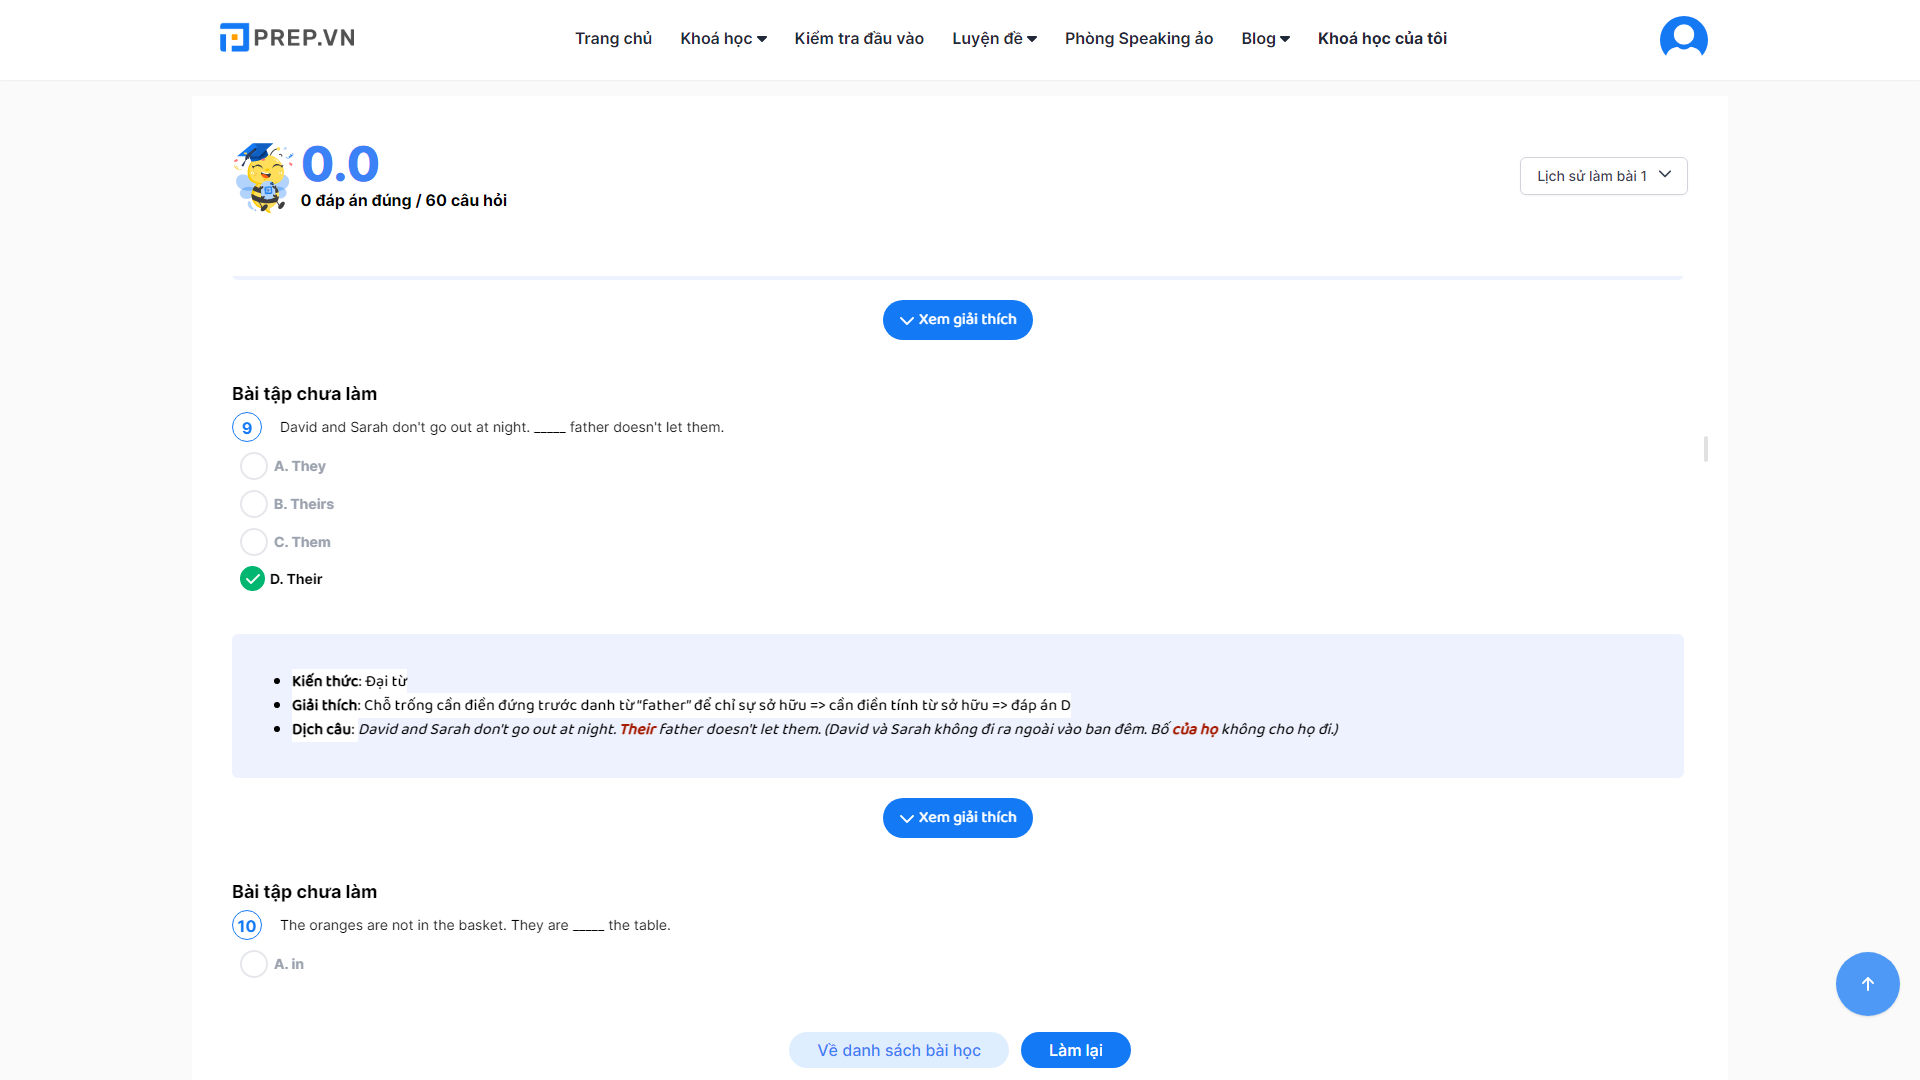 PREP.VN
Trang chủ Khoá học Kiểm tra đầu vào Luyện đề Phòng Speaking ảo Blog Khoá học của tôi
0.0
0 đáp án đúng / 60 câu hỏi
Lịch sử làm bài 1
Xem giải thích
Bài tập chưa làm
9 David and Sarah don't go out at night. _____ father doesn't let them.
A. They
B. Theirs
C. Them
D. Their
Kiến thức: Đại từ
Giải thích: Chỗ trống cần điền đứng trước danh từ “father” để chỉ sự sở hữu => cần điền tính từ sở hữu => đáp án D
Dịch câu: David and Sarah don't go out at night. Their father doesn't let them. (David và Sarah không đi ra ngoài vào ban đêm. Bố của họ không cho họ đi.)
Xem giải thích
Bài tập chưa làm
10 The oranges are not in the basket. They are _____ the table.
A. in
Về danh sách bài học Làm lại